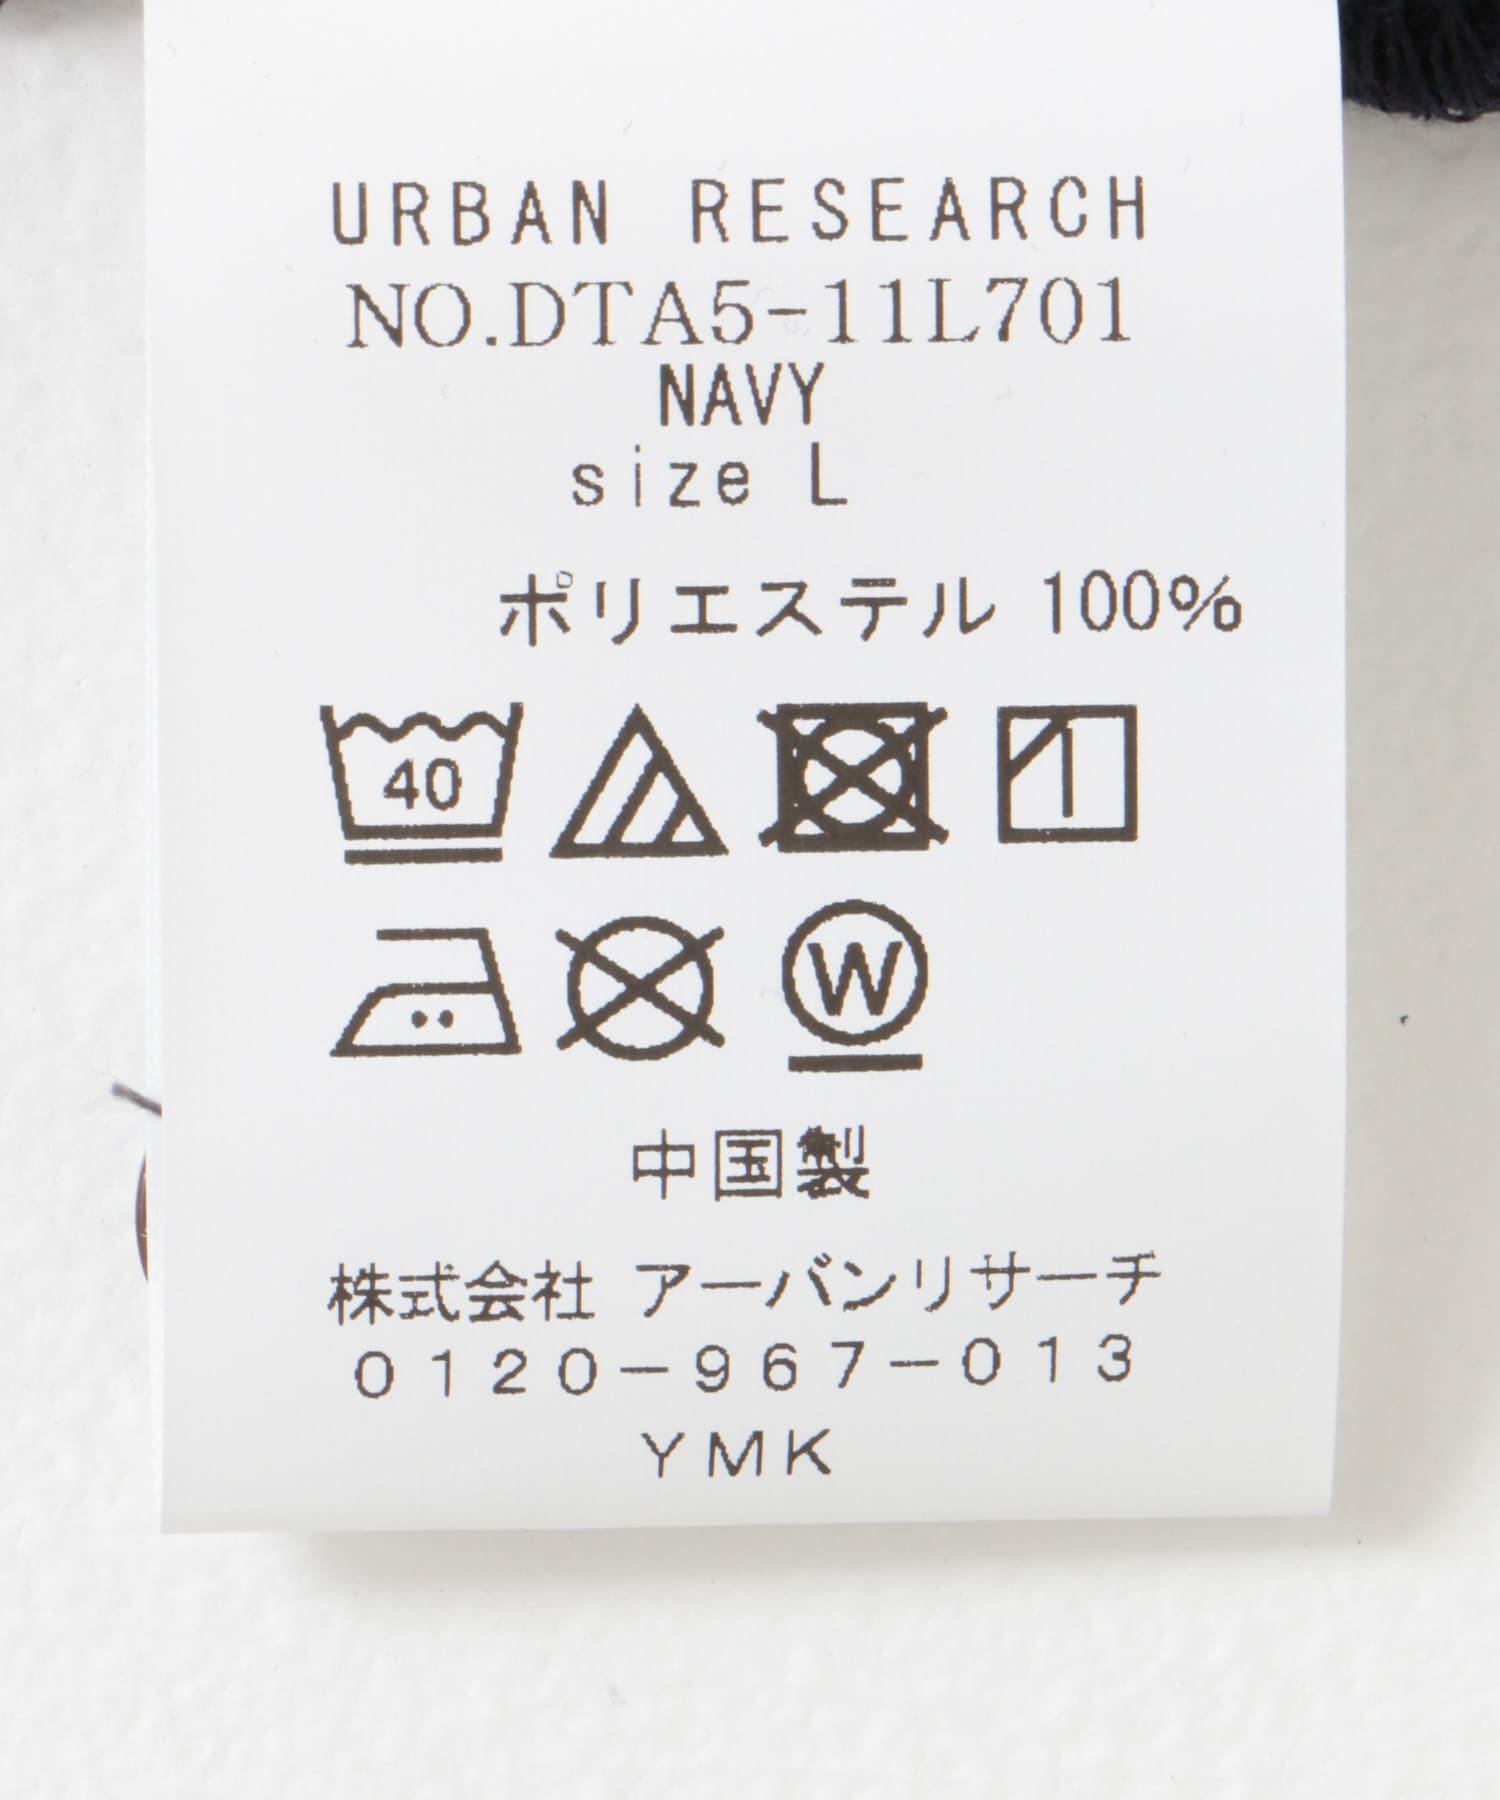 URBAN RESEARCH
NO.DTA5-11L701
NAVY
size L
ポリエステル 100%
40
W
中国製
株式会社 アーバンリサーチ
0120-967-013
YMK